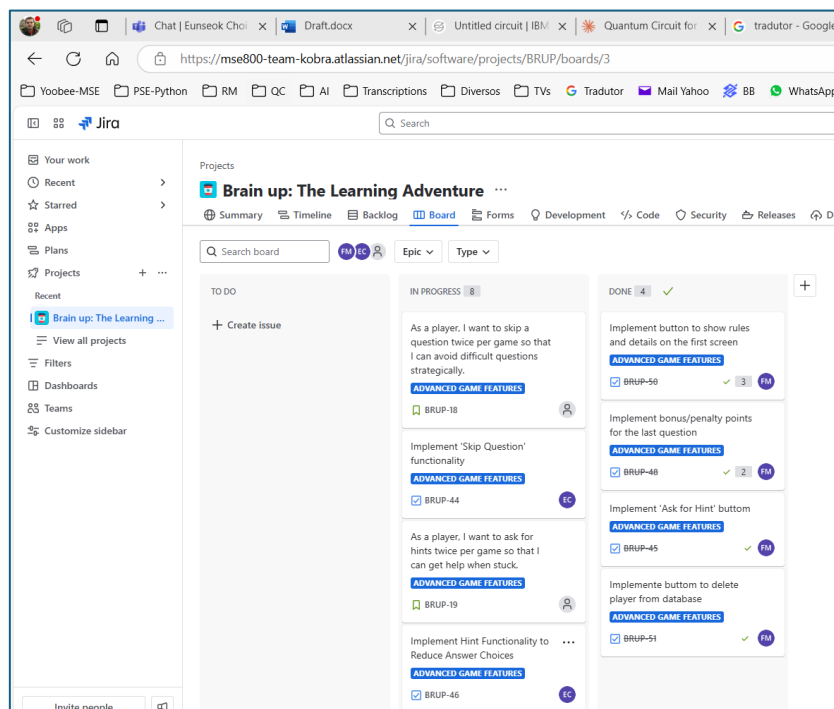 Chat | Eunseok Choi
Draft.docx
Untitled circuit | IBM
Quantum Circuit for
tradutor - Google
https://mse800-team-kobra.atlassian.net/jira/software/projects/BRUP/boards/3
Yoobee-MSE
PSE-Python
RM
QC
AI
Transcriptions
Diversos
TVs
Tradutor
Mail Yahoo
BB
WhatsApp
Jira
Search
Your work
Recent
Starred
Apps
Plans
Projects
Recent
Brain up: The Learning ...
View all projects
Filters
Dashboards
Teams
Customize sidebar
Invite people
Projects
Brain up: The Learning Adventure
Summary
Timeline
Backlog
Board
Forms
Development
Code
Security
Releases
D
Search board
FM
EC
Epic
Type
TO DO
Create issue
IN PROGRESS 8
As a player, I want to skip a
question twice per game so that
I can avoid difficult questions
strategically.
ADVANCED GAME FEATURES
BRUP-18
Implement 'Skip Question'
functionality
ADVANCED GAME FEATURES
BRUP-44
EC
As a player, I want to ask for
hints twice per game so that I
can get help when stuck.
ADVANCED GAME FEATURES
BRUP-19
Implement Hint Functionality to
Reduce Answer Choices
ADVANCED GAME FEATURES
BRUP-46
EC
DONE 4
Implement button to show rules
and details on the first screen
ADVANCED GAME FEATURES
BRUP-50
3
FM
Implement bonus/penalty points
for the last question
ADVANCED GAME FEATURES
BRUP-48
2
FM
Implement 'Ask for Hint' buttom
ADVANCED GAME FEATURES
BRUP-45
FM
Implemente buttom to delete
player from database
ADVANCED GAME FEATURES
BRUP-51
FM